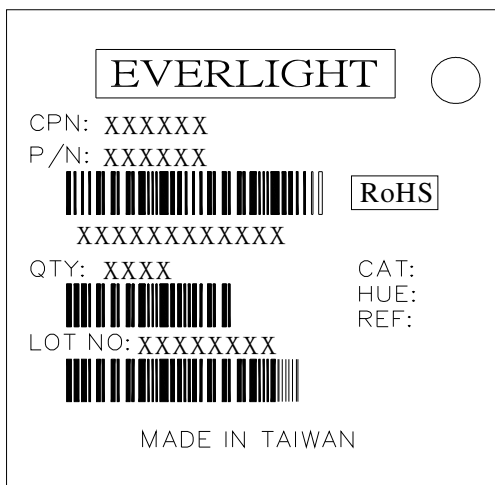 EVERLIGHT
CPN: XXXXXX
P/N: XXXXXX
RoHS
XXXXXXXXXXXX
QTY: XXXX
CAT:
HUE:
REF:
LOT NO: XXXXXXXX
MADE IN TAIWAN